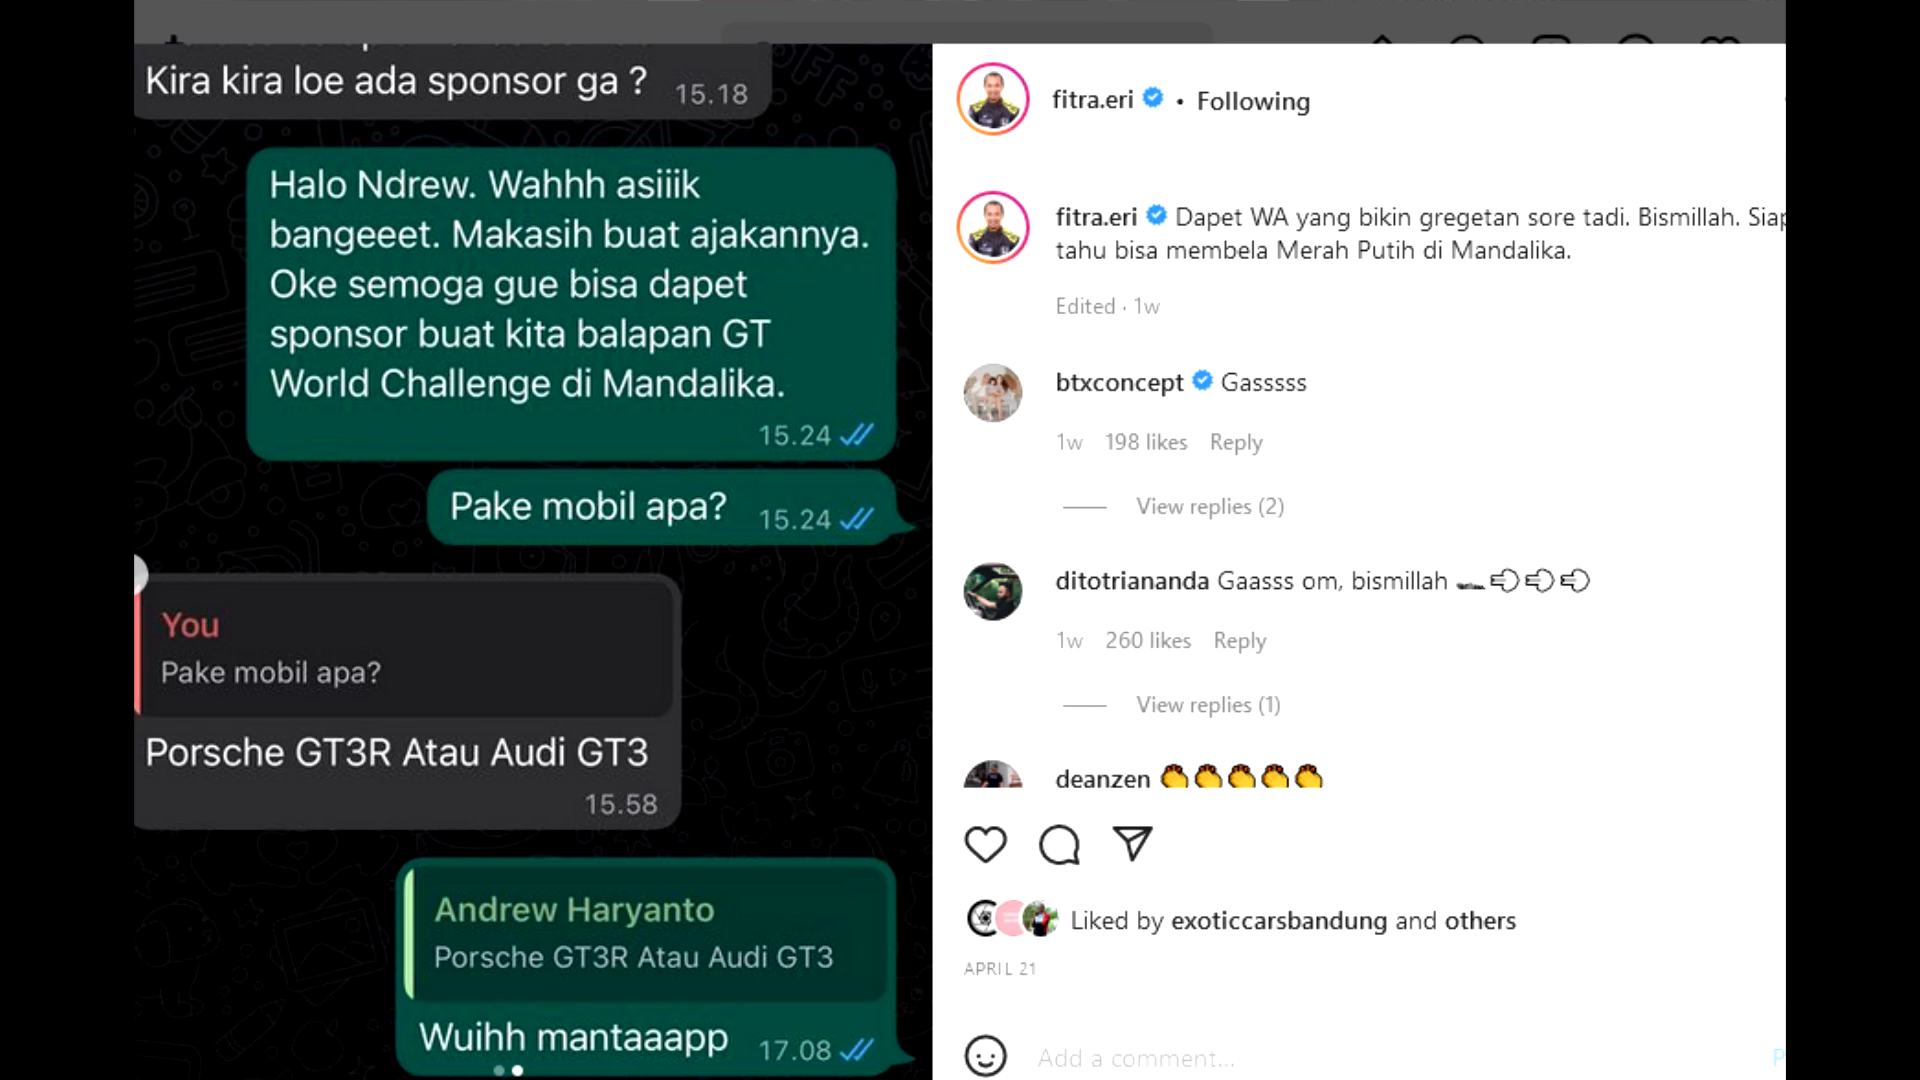 Kira kira loe ada sponsor ga ? 15.18
Halo Ndrew. Wahhh asiiik
bangeeet. Makasih buat ajakannya.
Oke semoga gue bisa dapet
sponsor buat kita balapan GT
World Challenge di Mandalika.
15.24
Pake mobil apa? 15.24
You
Pake mobil apa?
Porsche GT3R Atau Audi GT3
15.58
Andrew Haryanto
Porsche GT3R Atau Audi GT3
Wuihh mantaaapp 17.08
fitra.eri • Following
fitra.eri Dapet WA yang bikin gregetan sore tadi. Bismillah. Siap
tahu bisa membela Merah Putih di Mandalika.
Edited · 1w
btxconcept Gasssss
1w 198 likes Reply
View replies (2)
ditotriananda Gaasss om, bismillah
1w 260 likes Reply
View replies (1)
deanzen 👏👏👏👏👏
Liked by exoticcarsbandung and others
APRIL 21
Add a comment...